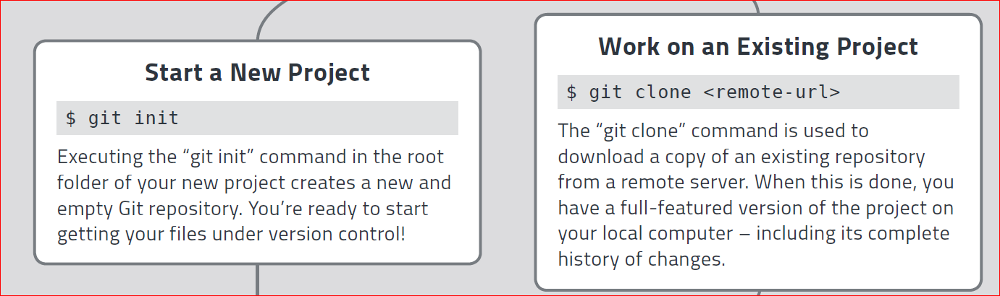 Start a New Project
$ git init
Executing the “git init” command in the root
folder of your new project creates a new and
empty Git repository. You’re ready to start
getting your files under version control!
Work on an Existing Project
$ git clone <remote-url>
The “git clone” command is used to
download a copy of an existing repository
from a remote server. When this is done, you
have a full-featured version of the project on
your local computer – including its complete
history of changes.